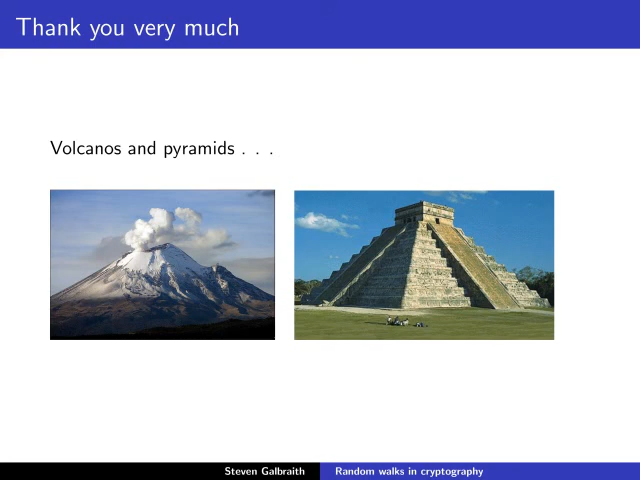 Thank you very much
Volcanos and pyramids . . .
Steven Galbraith
Random walks in cryptography